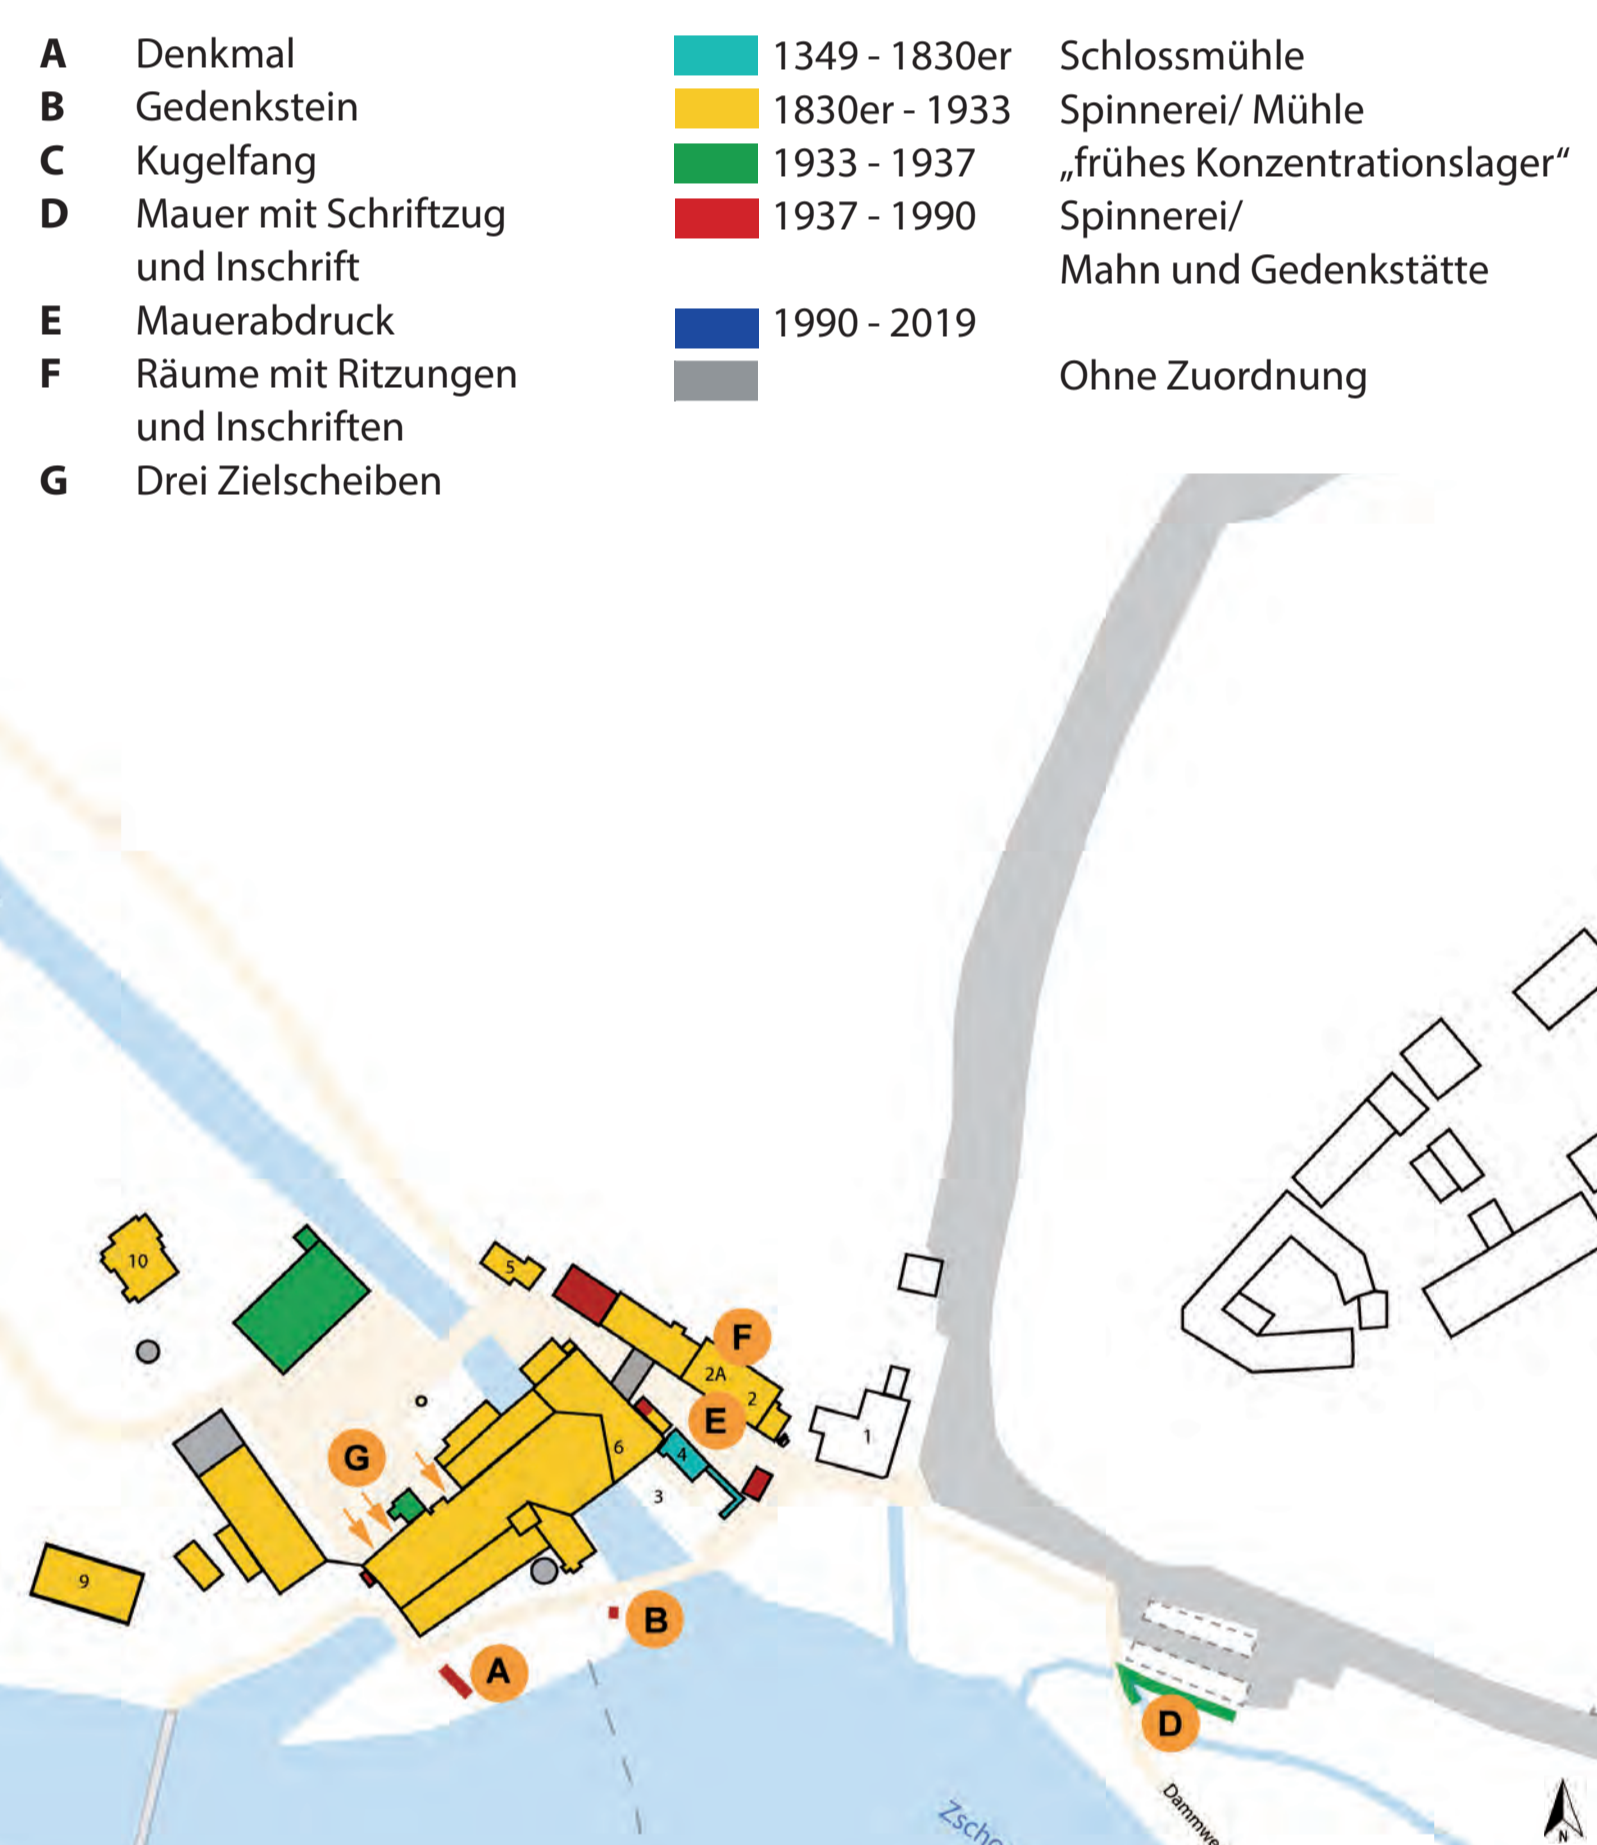 A Denkmal
B Gedenkstein
C Kugelfang
D Mauer mit Schriftzug
und Inschrift
E Mauerabdruck
F Räume mit Ritzungen
und Inschriften
G Drei Zielscheiben
1349 - 1830er Schlossmühle
1830er - 1933 Spinnerei/ Mühle
1933 - 1937 „frühes Konzentrationslager“
1937 - 1990 Spinnerei/
Mahn und Gedenkstätte
1990 - 2019
Ohne Zuordnung
10
5
F
2A
2
E
1
G
6
4
3
9
B
A
D
Zscho
Dammwe
N